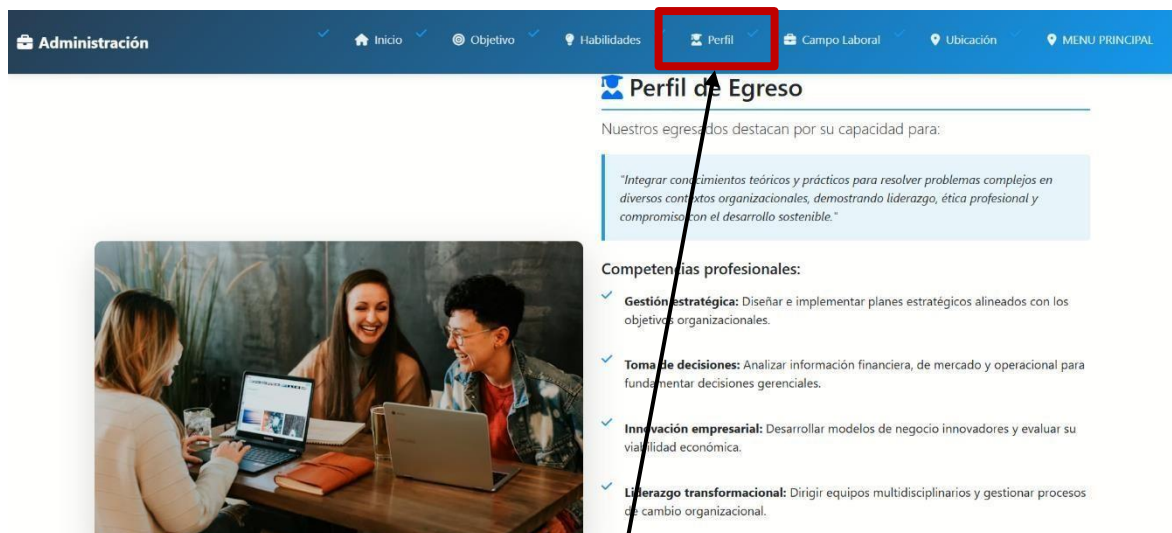 Administración
Inicio
Objetivo
Habilidades
Perfil
Campo Laboral
Ubicación
MENU PRINCIPAL
Perfil de Egreso
Nuestros egresados destacan por su capacidad para:
"Integrar conocimientos teóricos y prácticos para resolver problemas complejos en
diversos contextos organizacionales, demostrando liderazgo, ética profesional y
compromiso con el desarrollo sostenible."
Competencias profesionales:
Gestión estratégica: Diseñar e implementar planes estratégicos alineados con los
objetivos organizacionales.
Toma de decisiones: Analizar información financiera, de mercado y operacional para
fundamentar decisiones gerenciales.
Innovación empresarial: Desarrollar modelos de negocio innovadores y evaluar su
viabilidad económica.
Liderazgo transformacional: Dirigir equipos multidisciplinarios y gestionar procesos
de cambio organizacional.